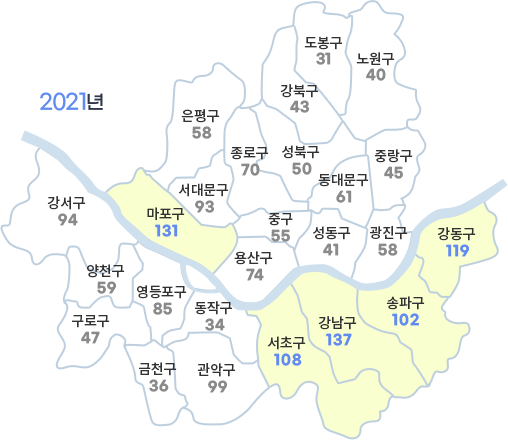 2021년
도봉구
31
노원구
40
강북구
43
은평구
58
종로구
70
성북구
50
중랑구
45
동대문구
61
서대문구
93
강서구
94
마포구
131
중구
55
성동구
41
광진구
58
강동구
119
용산구
74
양천구
59
영등포구
85
동작구
34
송파구
102
구로구
47
서초구
108
강남구
137
금천구
36
관악구
99